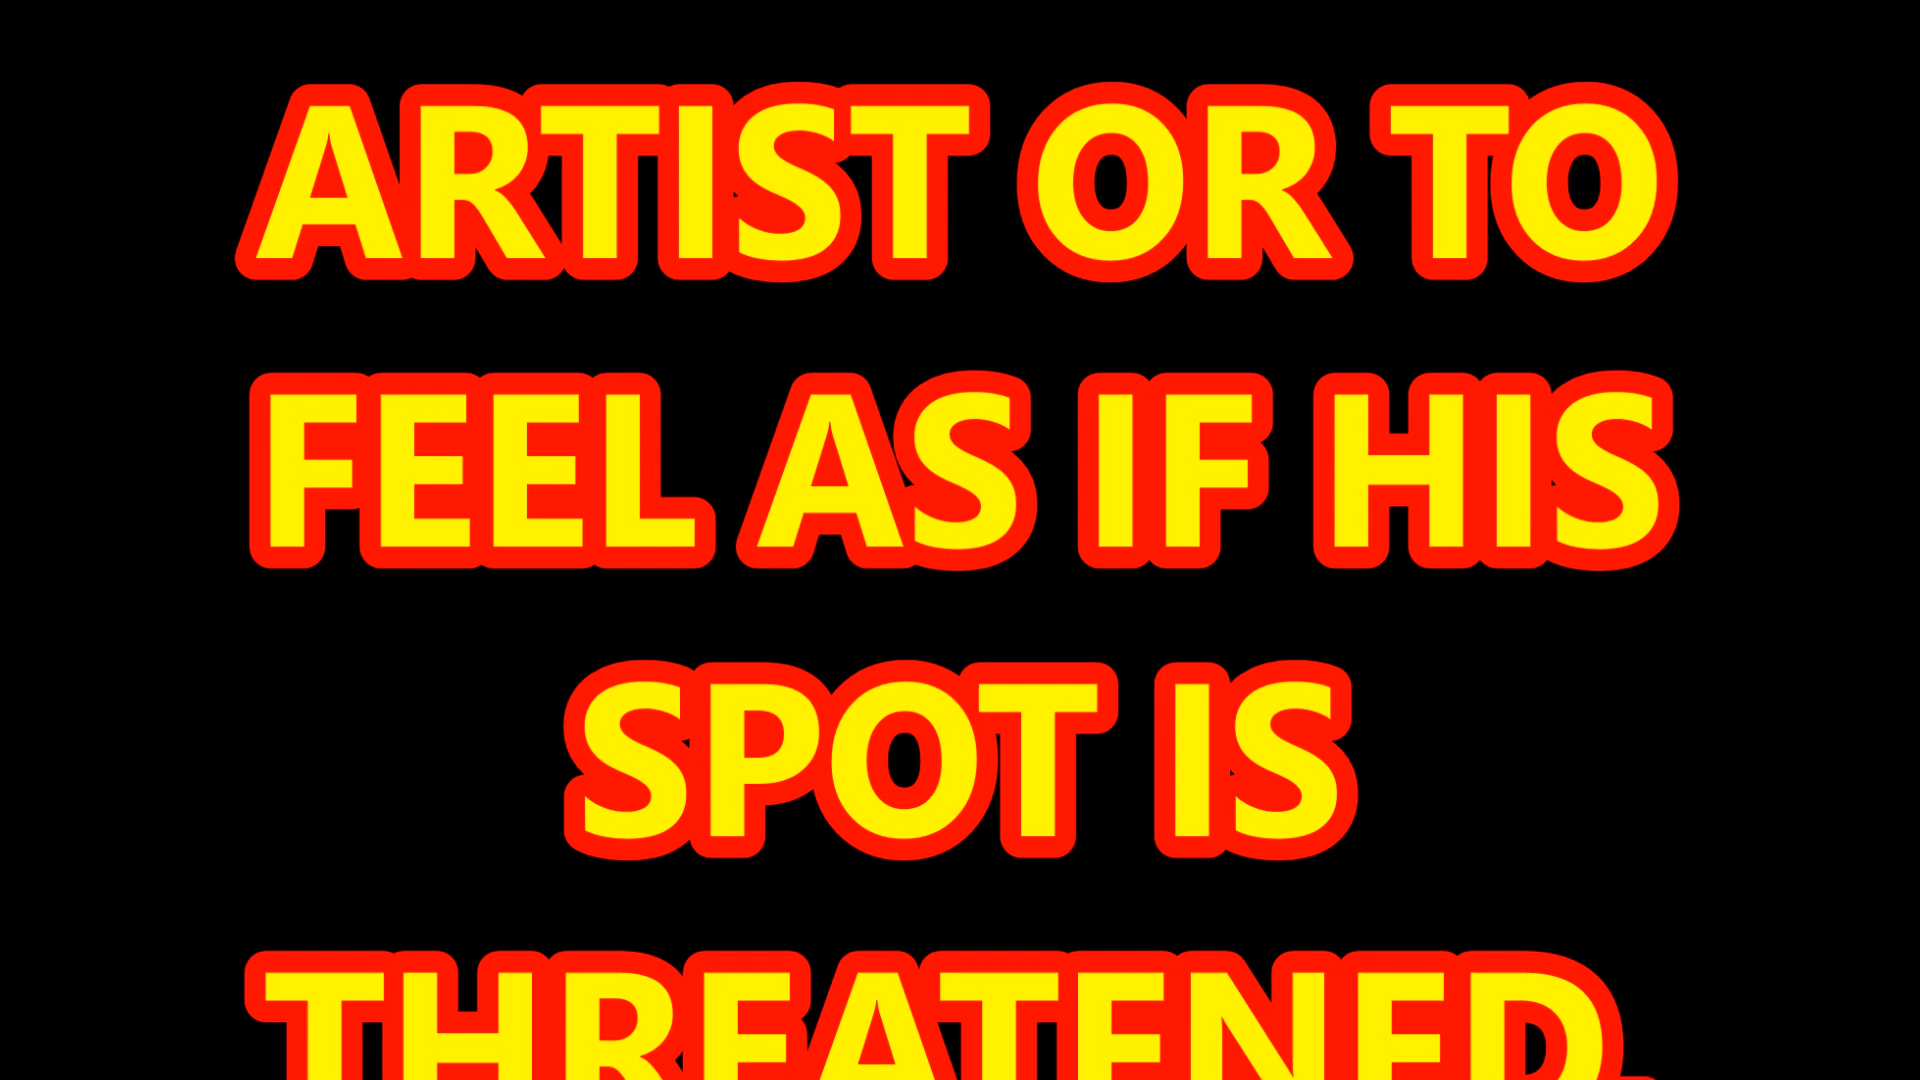 ARTIST OR TO
FEEL AS IF HIS
SPOT IS
THREATENED